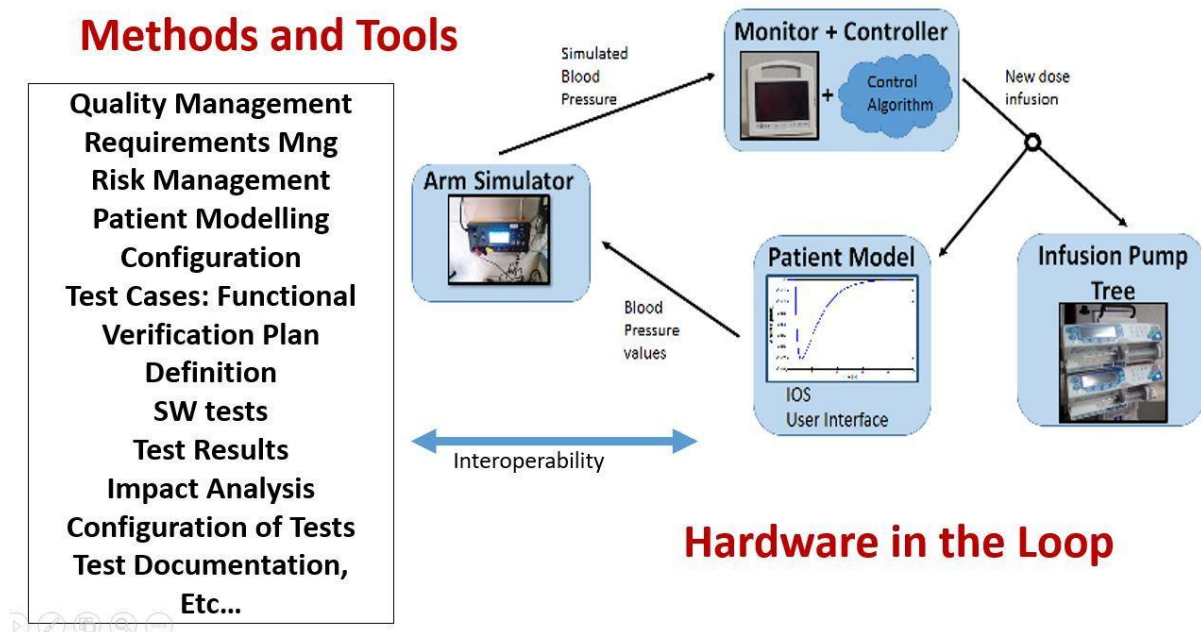 Methods and Tools
Quality Management
Requirements Mng
Risk Management
Patient Modelling
Configuration
Test Cases: Functional
Verification Plan
Definition
SW tests
Test Results
Impact Analysis
Configuration of Tests
Test Documentation,
Etc...
Simulated
Blood
Pressure
Monitor + Controller
+
Control
Algorithm
New dose
infusion
Arm Simulator
Blood
Pressure
values
Patient Model
IOS
User Interface
Infusion Pump
Tree
Interoperability
Hardware in the Loop